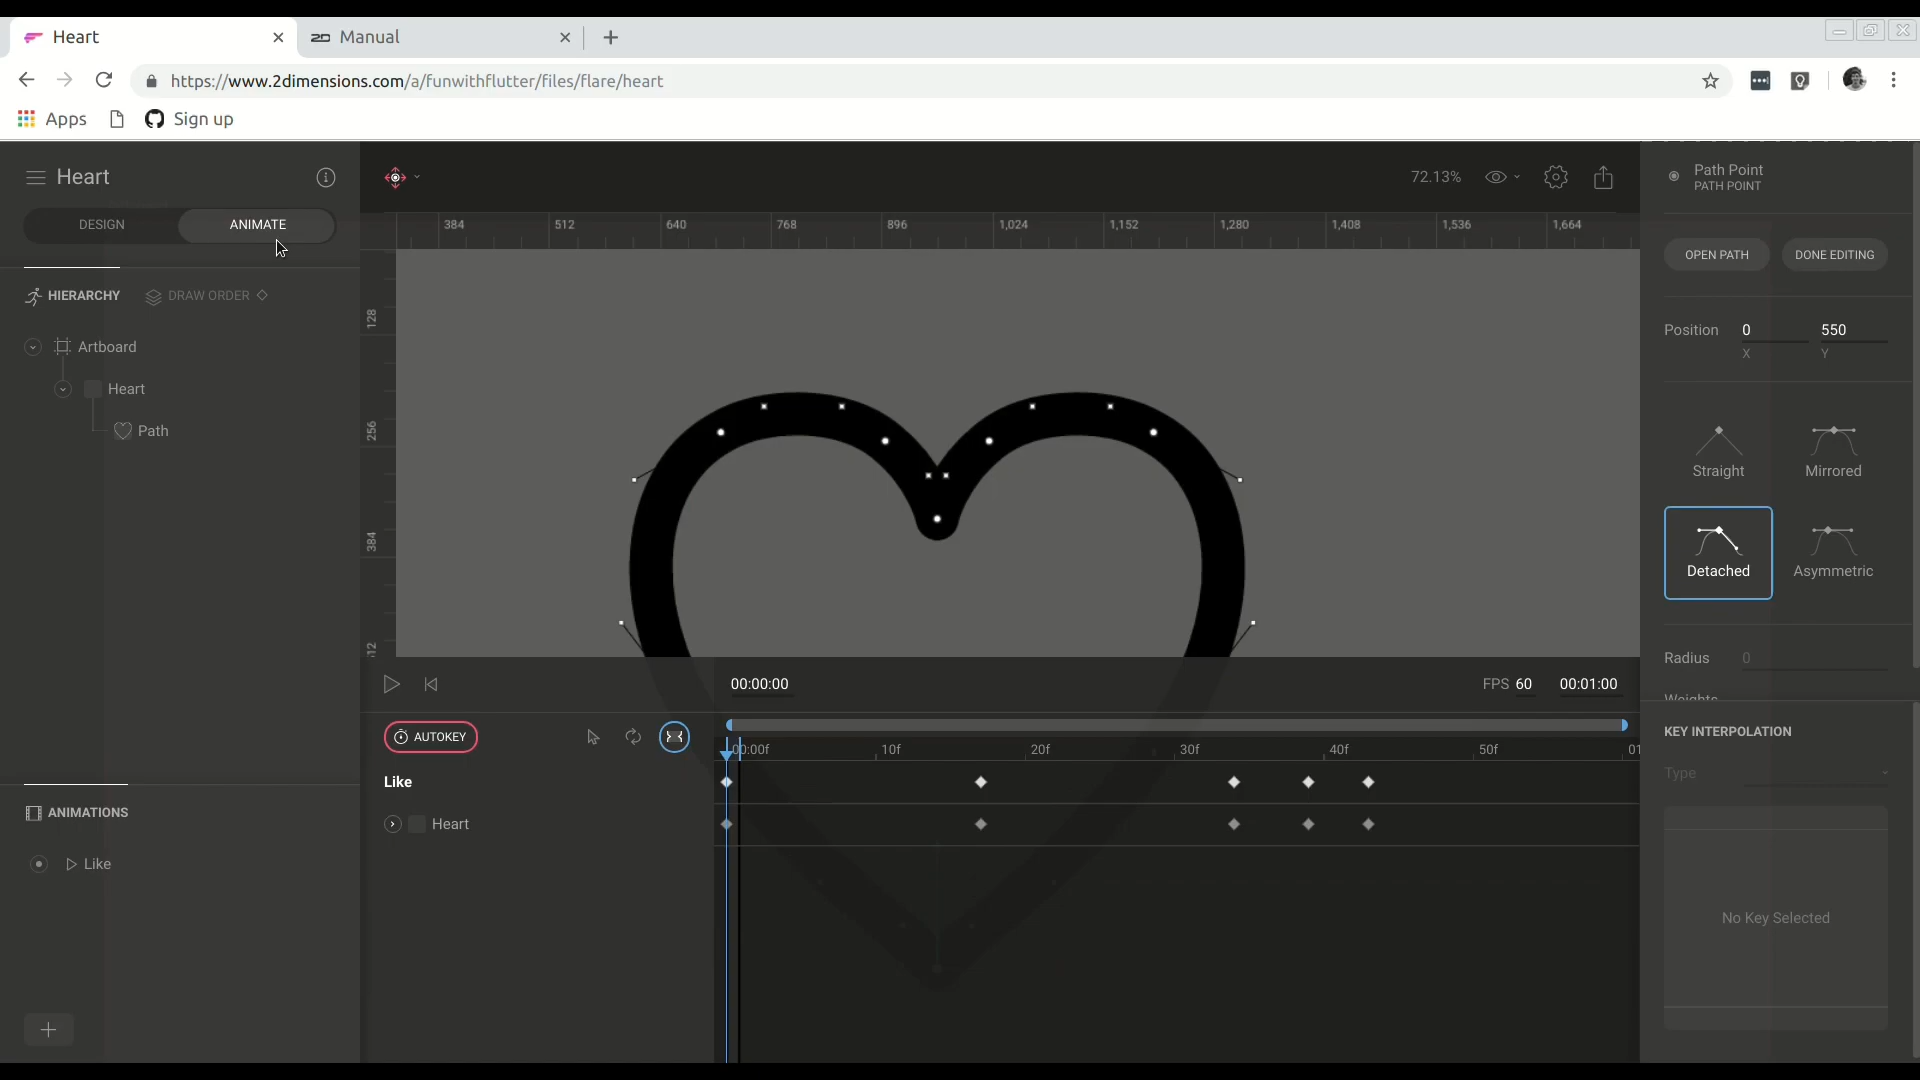 Heart
Manual
https://www.2dimensions.com/a/funwithflutter/files/flare/heart
Apps
Sign up
Heart
72.13%
Path Point
PATH POINT
DESIGN
ANIMATE
384 512 640 768 896 1,024 1,152 1,280 1,408 1,536 1,664
OPEN PATH
DONE EDITING
HIERARCHY
DRAW ORDER
128
256
384
Position 0 550
X Y
Artboard
Heart
Path
Straight
Mirrored
Detached
Asymmetric
Radius 0
Weights
00:00:00
FPS 60
00:01:00
AUTOKEY
00:00f 10f 20f 30f 40f 50f 01
KEY INTERPOLATION
Type
Like
Heart
ANIMATIONS
Like
No Key Selected